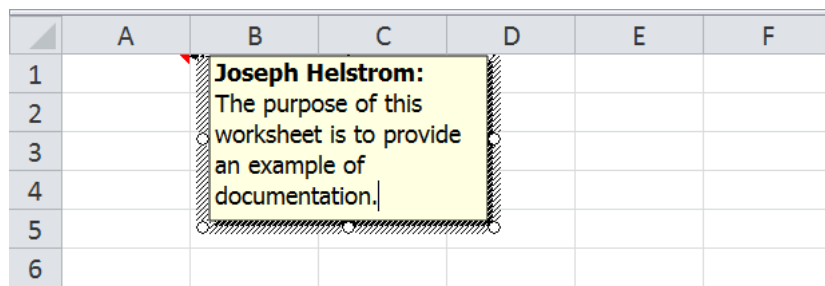 A B C D E F
1
2
3
4
5
6
Joseph Helstrom:
The purpose of this
worksheet is to provide
an example of
documentation.